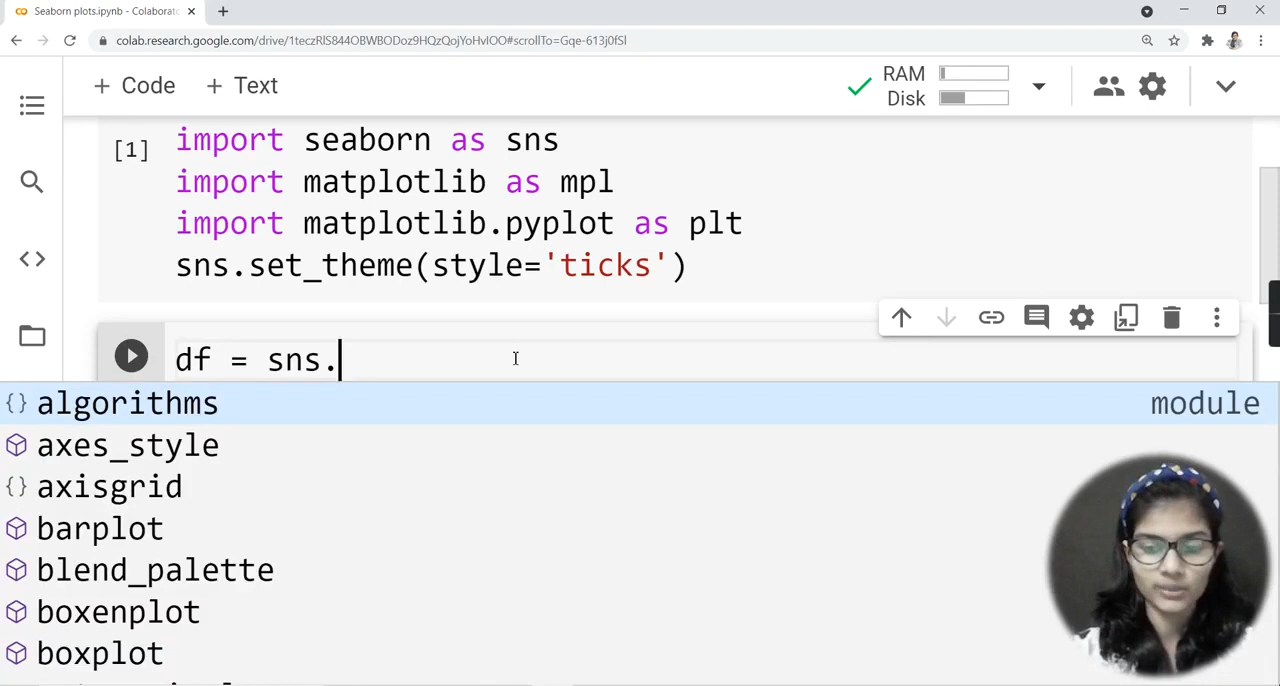 Seaborn plots.ipynb - Colaborato
colab.research.google.com/drive/1teczRlS844OBWBODoz9HQzQojYoHvIOO#scrollTo=Gqe-613j0fSl
+ Code + Text
RAM
Disk
[1]
import seaborn as sns
import matplotlib as mpl
import matplotlib.pyplot as plt
sns.set_theme(style='ticks')
df = sns.
algorithms module
axes_style
axisgrid
barplot
blend_palette
boxenplot
boxplot